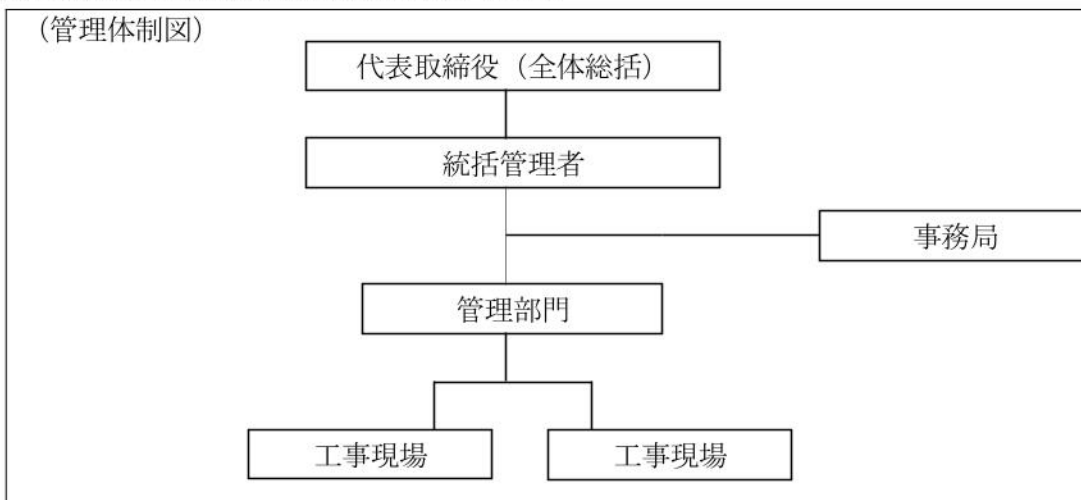 （管理体制図）
代表取締役（全体総括）
統括管理者
事務局
管理部門
工事現場
工事現場